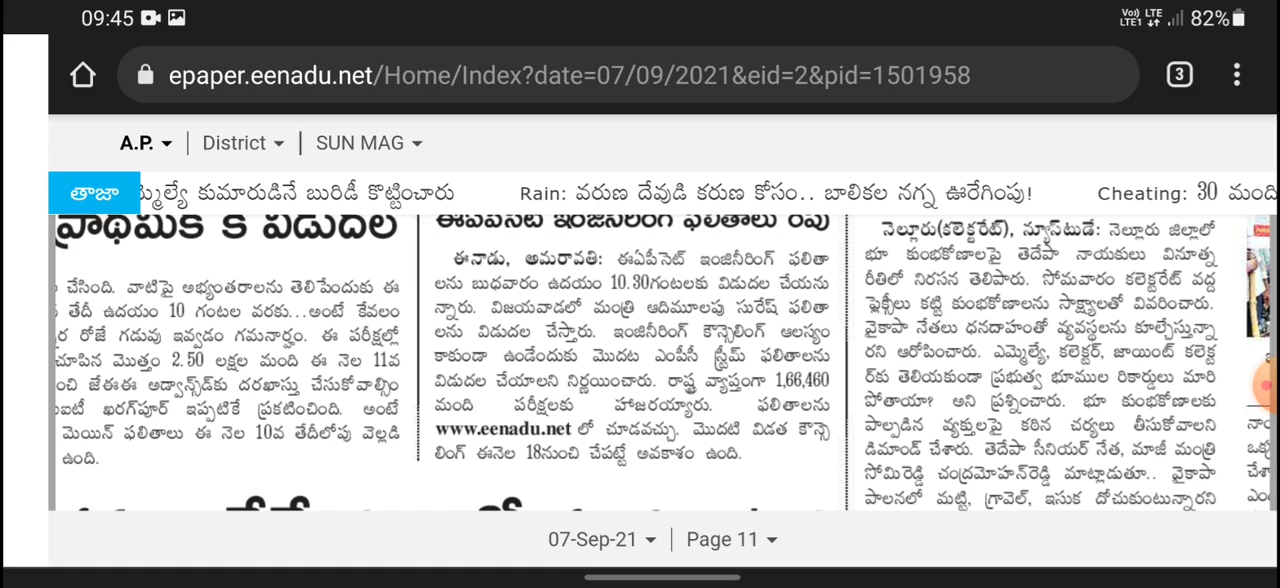 09:45
Vo) LTE LTE1 82%
epaper.eenadu.net/Home/Index?date=07/09/2021&eid=2&pid=1501958
3
A.P. District SUN MAG
తాజా మ్మెల్యే కుమారుడినే బురిడీ కొట్టించారు Rain: వరుణ దేవుడి కరుణ కోసం.. బాలికల నగ్న ఊరేగింపు! Cheating: 30 మంది
ప్రాథమిక కీ విడుదల
చేసింది. వాటిపై అభ్యంతరాలను తెలిపేందుకు ఈ
తేదీ ఉదయం 10 గంటల వరకు...అంటే కేవలం
ర రోజే గడువు ఇవ్వడం గమనార్హం. ఈ పరీక్షల్లో
చూపిన మొత్తం 2.50 లక్షల మంది ఈ నెల 11వ
ంచి జేఈఈ అడ్వాన్స్‌డ్‌కు దరఖాస్తు చేసుకోవాల్సిం
ఐటీ ఖరగ్‌పూర్ ఇప్పటికే ప్రకటించింది. అంటే
మెయిన్ ఫలితాలు ఈ నెల 10వ తేదీలోపు వెల్లడి
ఉంది.
ఈఏపీసెట్ ఇంజినీరింగ్ ఫలితాలు రేపు
ఈనాడు, అమరావతి: ఈఏపీసెట్ ఇంజినీరింగ్ ఫలితా
లను బుధవారం ఉదయం 10.30గంటలకు విడుదల చేయను
న్నారు. విజయవాడలో మంత్రి ఆదిమూలపు సురేష్ ఫలితా
లను విడుదల చేస్తారు. ఇంజినీరింగ్ కౌన్సెలింగ్ ఆలస్యం
కాకుండా ఉండేందుకు మొదట ఎంపీసీ స్ట్రీమ్ ఫలితాలను
విడుదల చేయాలని నిర్ణయించారు. రాష్ట్ర వ్యాప్తంగా 1,66,460
మంది పరీక్షలకు హాజరయ్యారు. ఫలితాలను
www.eenadu.net లో చూడవచ్చు. మొదటి విడత కౌన్సె
లింగ్ ఈనెల 18నుంచి చేపట్టే అవకాశం ఉంది.
నెల్లూరు(కలెక్టరేట్), న్యూస్‌టుడే: నెల్లూరు జిల్లాలో
భూ కుంభకోణాలపై తెదేపా నాయకులు వినూత్న
రీతిలో నిరసన తెలిపారు. సోమవారం కలెక్టరేట్ వద్ద
ఫ్లెక్సీలు కట్టి కుంభకోణాలను సాక్ష్యాలతో వివరించారు.
వైకాపా నేతలు ధనదాహంతో వ్యవస్థలను కూల్చేస్తున్నా
రని ఆరోపించారు. ఎమ్మెల్యే, కలెక్టర్, జాయింట్ కలెక్ట
ర్‌కు తెలియకుండా ప్రభుత్వ భూముల రికార్డులు మారి
పోతాయా? అని ప్రశ్నించారు. భూ కుంభకోణాలకు
పాల్పడిన వ్యక్తులపై కఠిన చర్యలు తీసుకోవాలని
డిమాండ్ చేశారు. తెదేపా సీనియర్ నేత, మాజీ మంత్రి
సోమిరెడ్డి చంద్రమోహన్‌రెడ్డి మాట్లాడుతూ.. వైకాపా
పాలనలో మట్టి, గ్రావెల్, ఇసుక దోచుకుంటున్నారని
07-Sep-21 Page 11